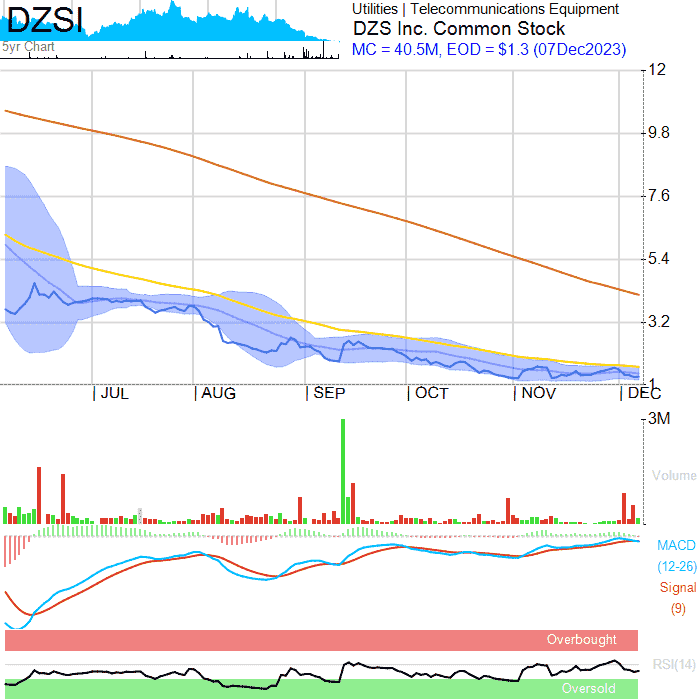 DZSI
5yr Chart
Utilities | Telecommunications Equipment
DZS Inc. Common Stock
MC = 40.5M, EOD = $1.3 (07Dec2023)
12
9.8
7.6
5.4
3.2
1
| JUL | AUG | SEP | OCT | NOV | DEC
3M
Volume
MACD
(12-26)
Signal
(9)
Overbought
RSI(14)
Oversold